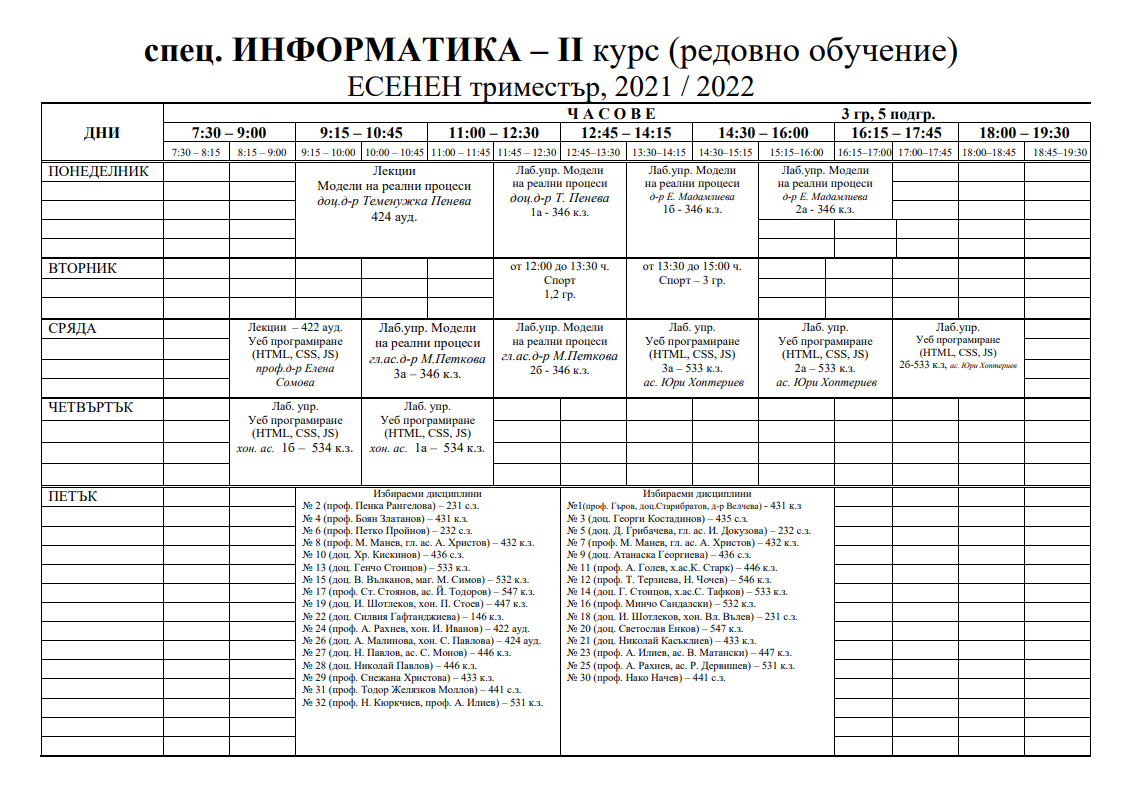 спец. ИНФОРМАТИКА – II курс (редовно обучение)
ЕСЕНЕН триместър, 2021 / 2022
ДНИ
Ч А С О В Е 3 гр, 5 подгр.
7:30 – 9:00 9:15 – 10:45 11:00 – 12:30 12:45 – 14:15 14:30 – 16:00 16:15 – 17:45 18:00 – 19:30
7:30 – 8:15 8:15 – 9:00 9:15 – 10:00 10:00 – 10:45 11:00 – 11:45 11:45 – 12:30 12:45–13:30 13:30–14:15 14:30–15:15 15:15–16:00 16:15–17:00 17:00–17:45 18:00–18:45 18:45–19:30
ПОНЕДЕЛНИК
Лекции
Модели на реални процеси
доц.д-р Теменужка Пенева
424 ауд.
Лаб.упр. Модели
на реални процеси
доц.д-р Т. Пенева
1а - 346 к.з.
Лаб.упр. Модели
на реални процеси
д-р Е. Мадамлиева
1б - 346 к.з.
Лаб.упр. Модели
на реални процеси
д-р Е. Мадамлиева
2а - 346 к.з.
ВТОРНИК
от 12:00 до 13:30 ч.
Спорт
1,2 гр.
от 13:30 до 15:00 ч.
Спорт – 3 гр.
СРЯДА
Лекции – 422 ауд.
Уеб програмиране
(HTML, CSS, JS)
проф.д-р Елена
Сомова
Лаб.упр. Модели
на реални процеси
гл.ас.д-р М.Петкова
3а – 346 к.з.
Лаб.упр. Модели
на реални процеси
гл.ас.д-р М.Петкова
2б - 346 к.з.
Лаб. упр.
Уеб програмиране
(HTML, CSS, JS)
3а – 533 к.з.
ас. Юри Хоптериев
Лаб. упр.
Уеб програмиране
(HTML, CSS, JS)
2а – 533 к.з.
ас. Юри Хоптериев
Лаб. упр.
Уеб програмиране
(HTML, CSS, JS)
2б-533 к.з, ас. Юри Хоптериев
ЧЕТВЪРТЪК
Лаб. упр.
Уеб програмиране
(HTML, CSS, JS)
хон. ас. 1б – 534 к.з.
Лаб. упр.
Уеб програмиране
(HTML, CSS, JS)
хон. ас. 1а – 534 к.з.
ПЕТЪК
Избираеми дисциплини
№ 2 (проф. Пенка Рангелова) – 231 с.з.
№ 4 (проф. Боян Златанов) – 431 к.з.
№ 6 (проф. Петко Пройнов) – 232 с.з.
№ 8 (проф. М. Манев, гл. ас. А. Христов) – 432 к.з.
№ 10 (доц. Хр. Кискинов) – 436 с.з.
№ 13 (доц. Генчо Стоицов) – 533 к.з.
№ 15 (доц. В. Вълканов, маг. М. Симов) – 532 к.з.
№ 17 (проф. Ст. Стоянов, ас. Й. Тодоров) – 547 к.з.
№ 19 (доц. И. Шотлеков, хон. П. Стоев) – 447 к.з.
№ 22 (доц. Силвия Гафтанджиева) – 146 к.з.
№ 24 (проф. А. Рахнев, хон. И. Иванов) – 422 ауд.
№ 26 (доц. А. Малинова, хон. С. Павлова) – 424 ауд.
№ 27 (доц. Н. Павлов, ас. С. Монов) – 446 к.з.
№ 28 (доц. Николай Павлов) – 446 к.з.
№ 29 (проф. Снежана Христова) – 433 к.з.
№ 31 (проф. Тодор Желязков Моллов) – 441 с.з.
№ 32 (проф. Н. Кюркчиев, проф. А. Илиев) – 531 к.з.
Избираеми дисциплини
№1(проф. Гъров, доц.Старибратов, д-р Велчева) - 431 к.з
№ 3 (доц. Георги Костадинов) – 435 с.з.
№ 5 (доц. Д. Грибачева, гл. ас. И. Докузова) – 232 с.з.
№ 7 (проф. М. Манев, гл. ас. А. Христов) – 432 к.з.
№ 9 (доц. Атанаска Георгиева) – 436 с.з.
№ 11 (проф. А. Голев, х.ас.К. Старк) – 446 к.з.
№ 12 (проф. Т. Терзиева, Н. Чочев) – 546 к.з.
№ 14 (доц. Г. Стоицов, х.ас.С. Тафков) – 533 к.з.
№ 16 (проф. Минчо Сандалски) – 532 к.з.
№ 18 (доц. И. Шотлеков, хон. Вл. Вълев) – 231 с.з.
№ 20 (доц. Светослав Енков) – 547 к.з.
№ 21 (доц. Николай Касъклиев) – 433 к.з.
№ 23 (проф. А. Илиев, ас. В. Матански) – 447 к.з.
№ 25 (проф. А. Рахнев, ас. Р. Дервишев) – 531 к.з.
№ 30 (проф. Нако Начев) – 441 с.з.